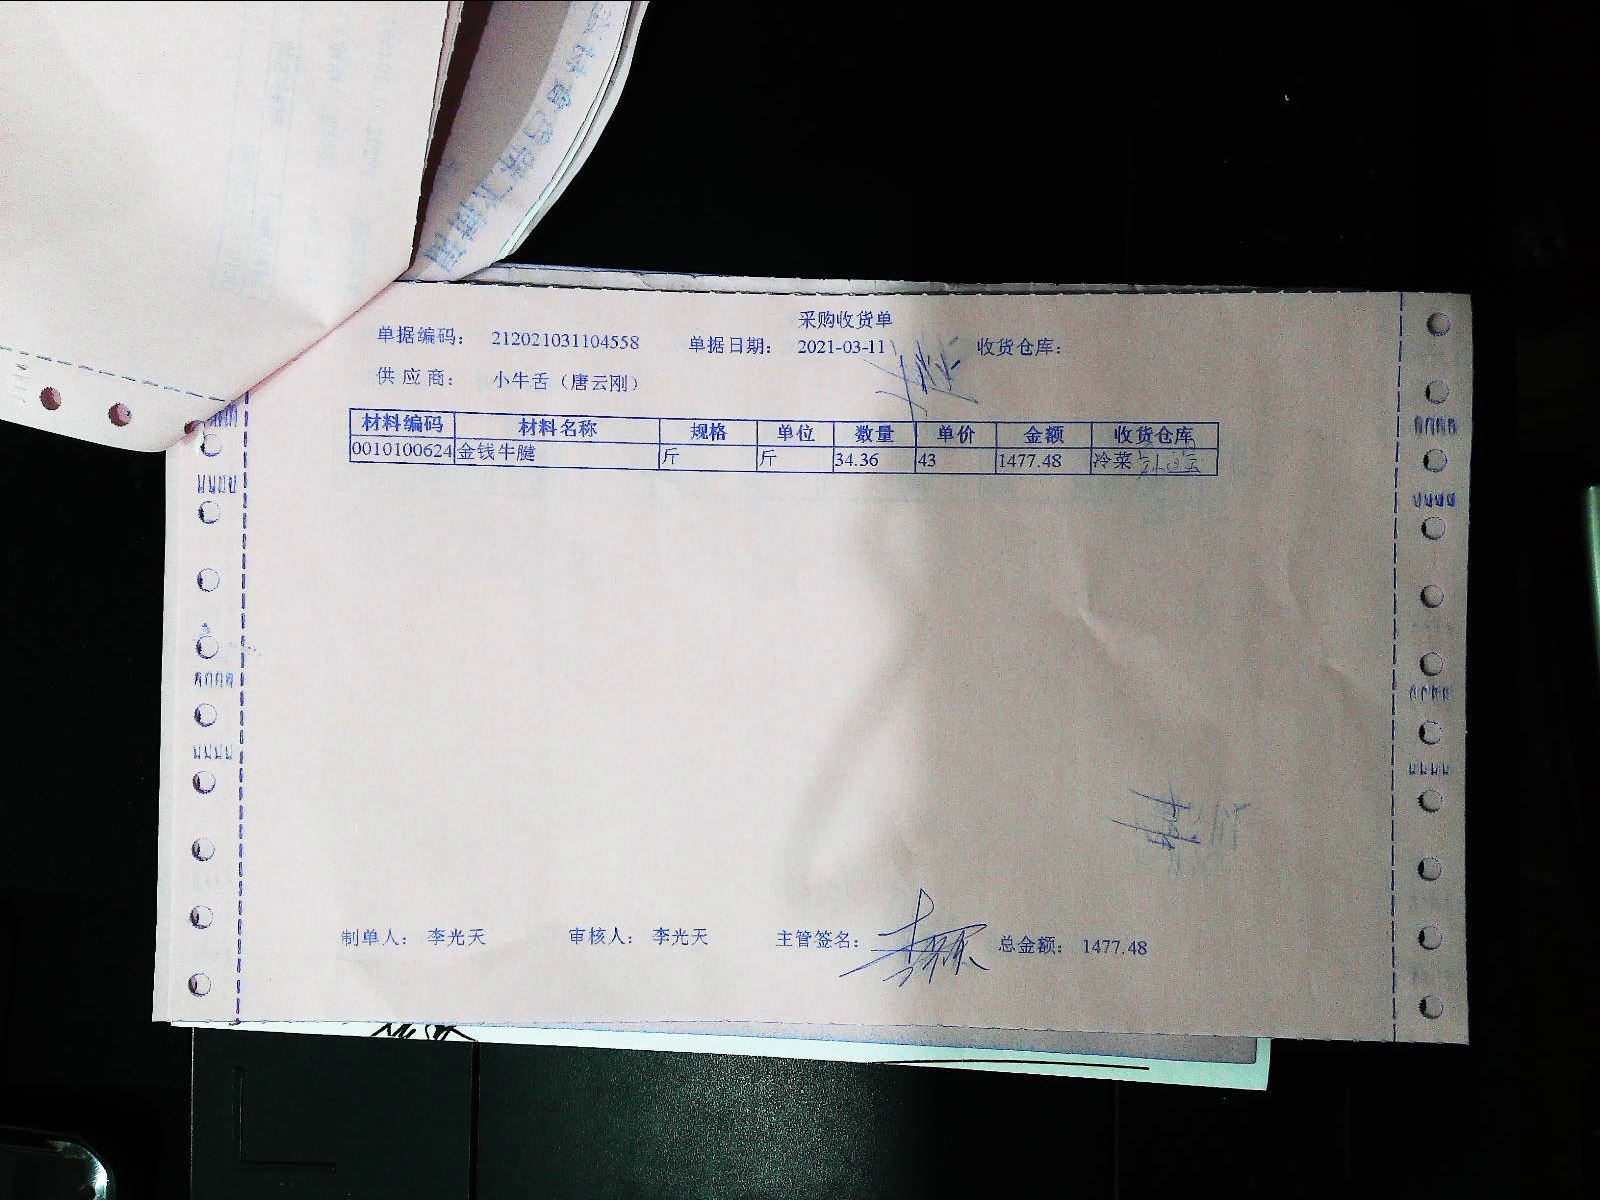 采购收货单
单据编码： 212021031104558 单据日期： 2021-03-11 收货仓库：
供 应 商： 小牛舌（唐云刚）
材料编码 材料名称 规格 单位 数量 单价 金额 收货仓库
0010100624 金钱牛腱 斤 斤 34.36 43 1477.48 冷菜
制单人： 李光天 审核人： 李光天 主管签名： 总金额： 1477.48